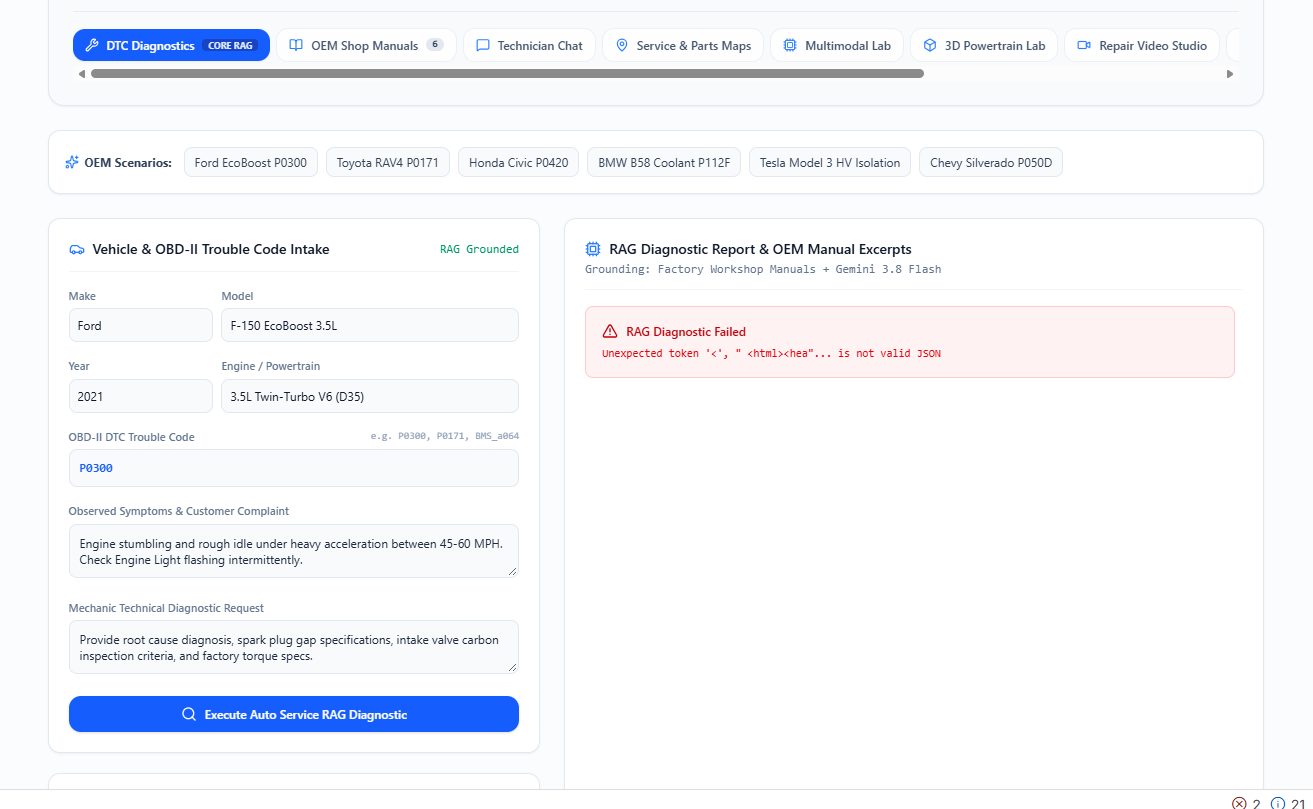 DTC Diagnostics CORE RAG OEM Shop Manuals 6 Technician Chat Service & Parts Maps Multimodal Lab 3D Powertrain Lab Repair Video Studio
OEM Scenarios: Ford EcoBoost P0300 Toyota RAV4 P0171 Honda Civic P0420 BMW B58 Coolant P112F Tesla Model 3 HV Isolation Chevy Silverado P050D
Vehicle & OBD-II Trouble Code Intake RAG Grounded
Make Model
Ford F-150 EcoBoost 3.5L
Year Engine / Powertrain
2021 3.5L Twin-Turbo V6 (D35)
OBD-II DTC Trouble Code e.g. P0300, P0171, BMS_a064
P0300
Observed Symptoms & Customer Complaint
Engine stumbling and rough idle under heavy acceleration between 45-60 MPH.
Check Engine Light flashing intermittently.
Mechanic Technical Diagnostic Request
Provide root cause diagnosis, spark plug gap specifications, intake valve carbon
inspection criteria, and factory torque specs.
Execute Auto Service RAG Diagnostic
RAG Diagnostic Report & OEM Manual Excerpts
Grounding: Factory Workshop Manuals + Gemini 3.8 Flash
RAG Diagnostic Failed
Unexpected token '<', " <html><hea"... is not valid JSON
2 21